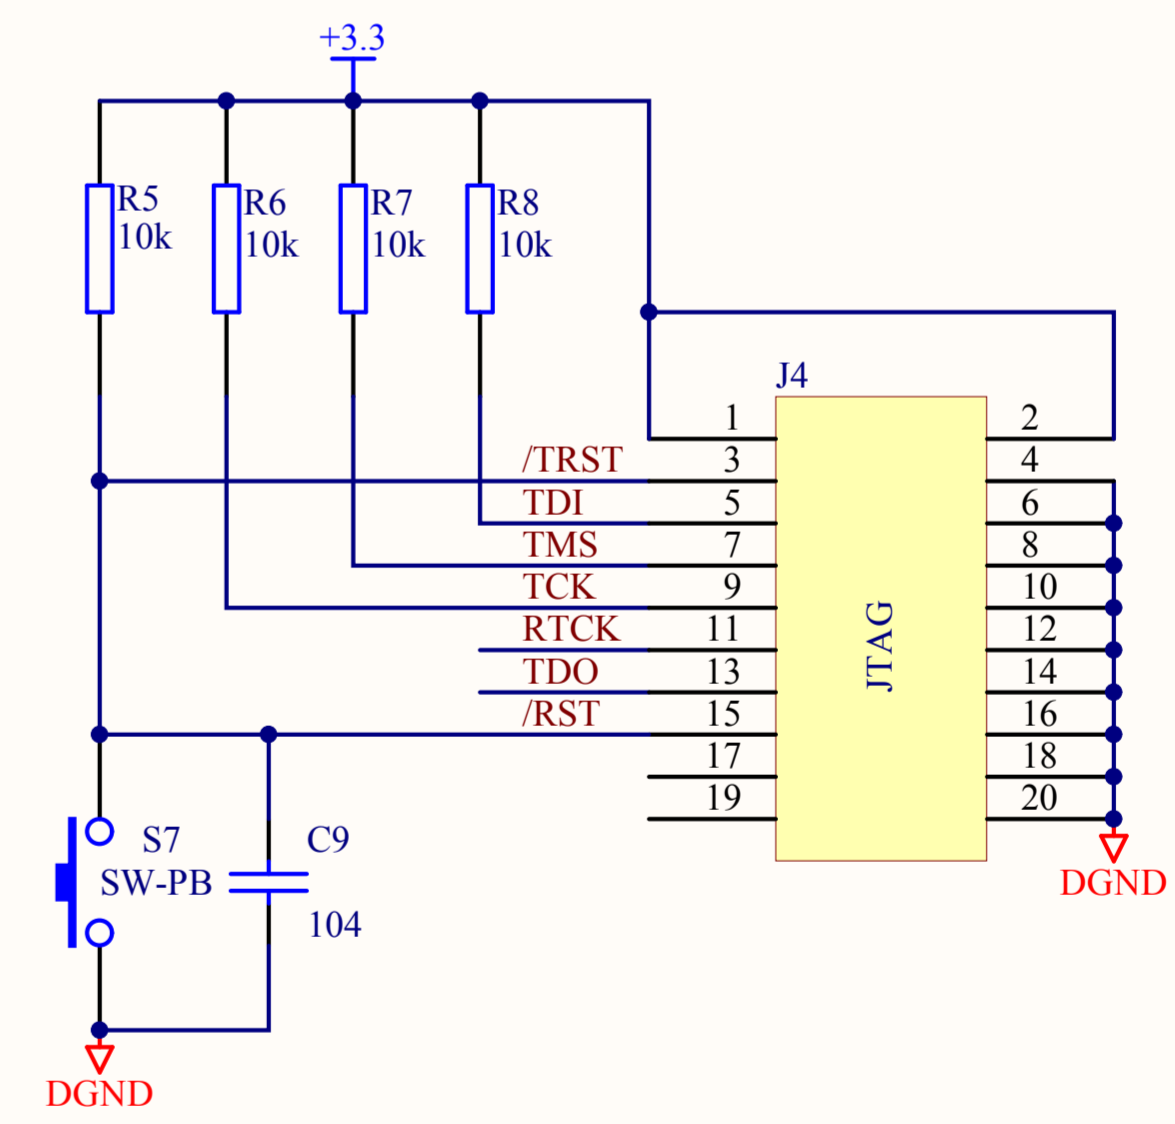 +3.3
R5
10k
R6
10k
R7
10k
R8
10k
J4
1
2
/TRST
3
4
TDI
5
6
TMS
7
8
TCK
9
10
RTCK
11
12
TDO
13
14
/RST
15
16
17
18
19
20
JTAG
S7
SW-PB
C9
104
DGND
DGND